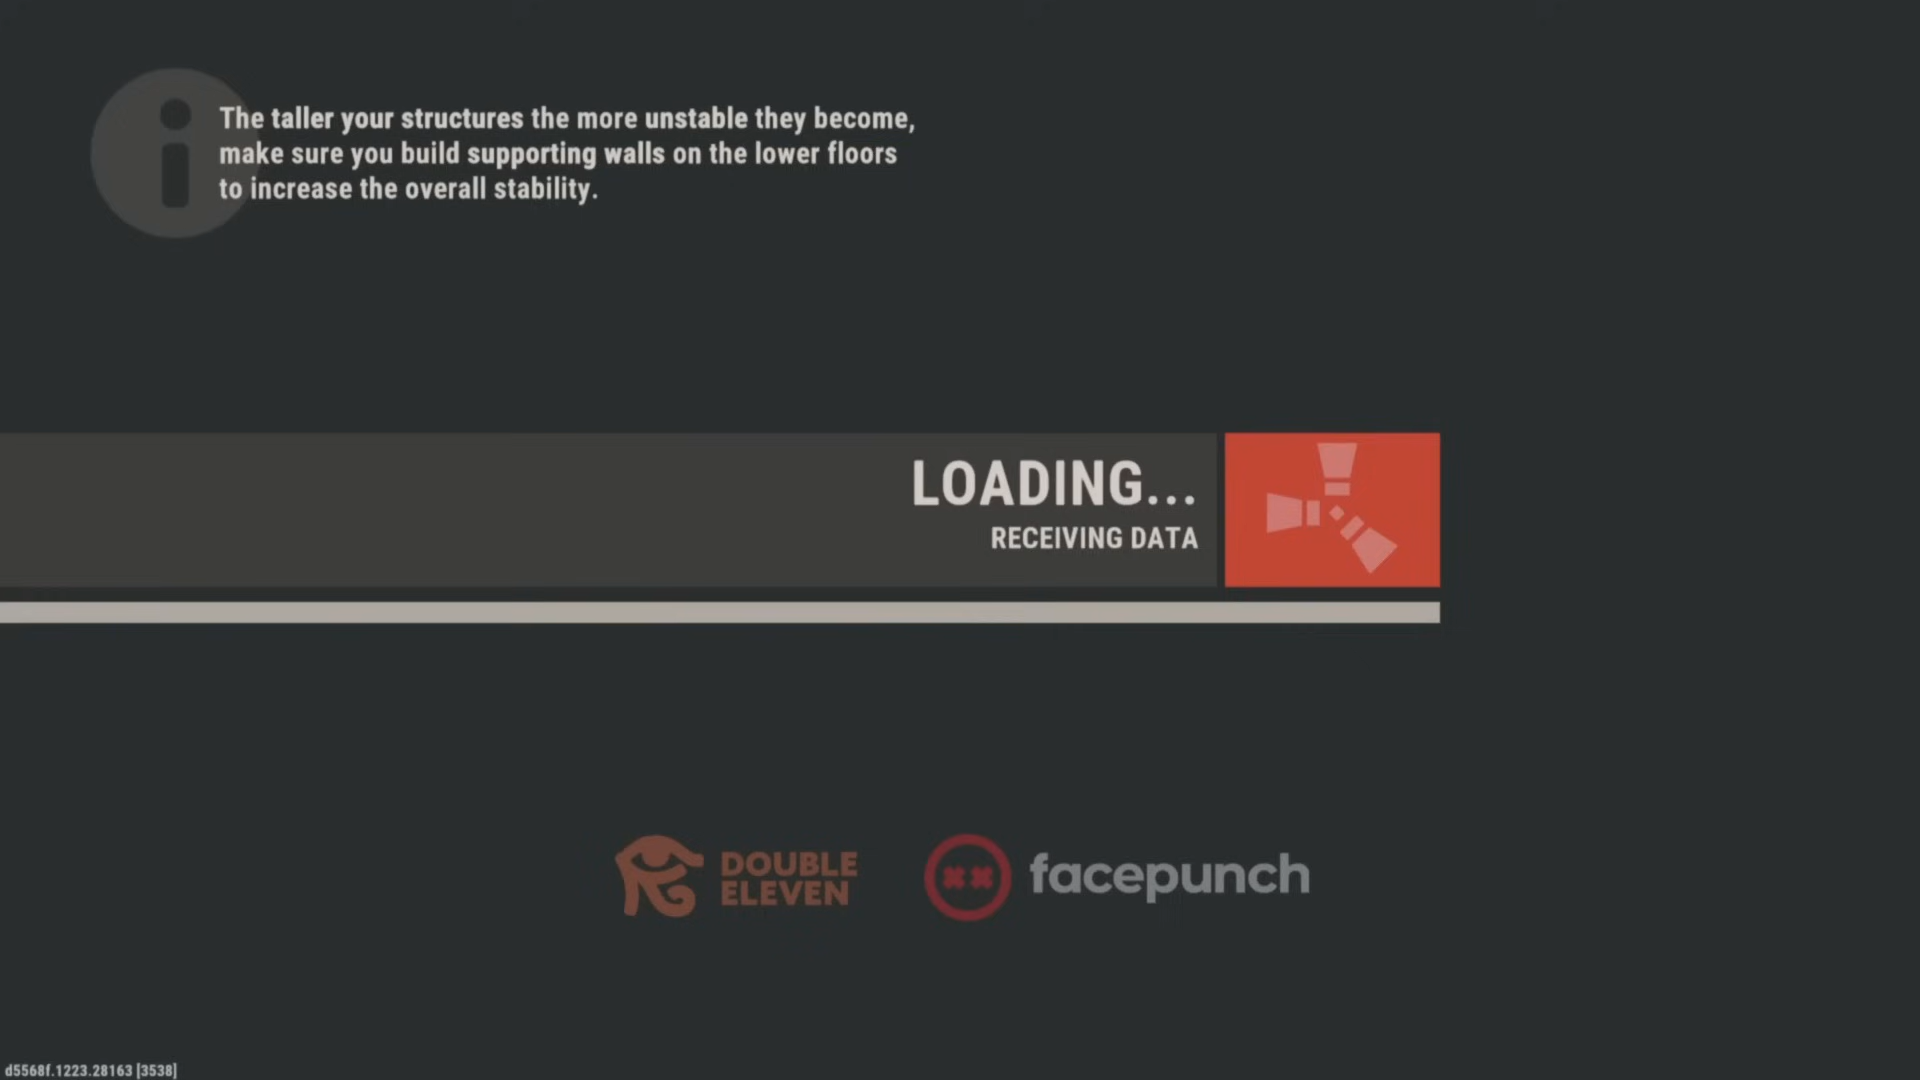 The taller your structures the more unstable they become,
make sure you build supporting walls on the lower floors
to increase the overall stability.
LOADING...
RECEIVING DATA
DOUBLE
ELEVEN
facepunch
d5568f.1223.28163 [3538]